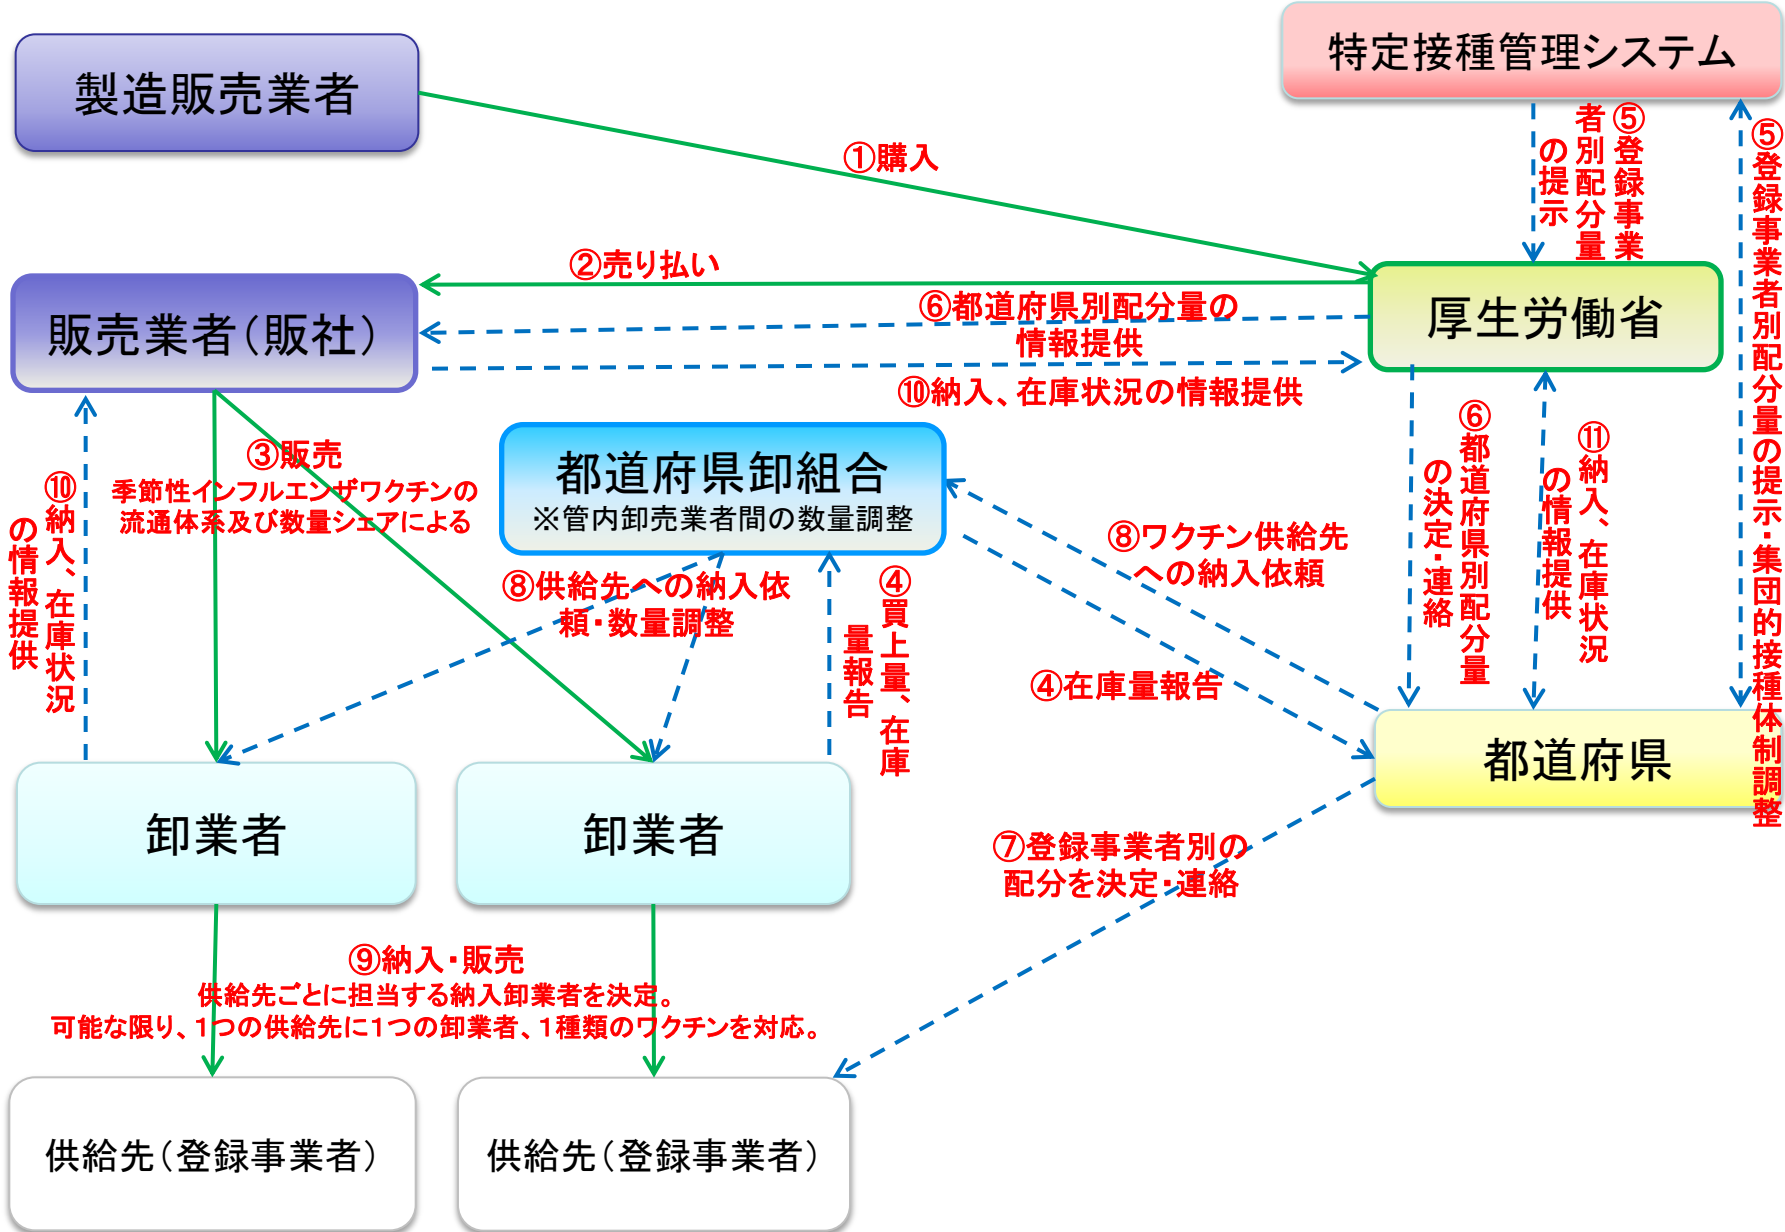 製造販売業者
特定接種管理システム
①購入
⑤登録事業
者別配分量
の提示
⑤登録事業者別配分量の提示・集団的接種体制調整
②売り払い
販売業者（販社）
厚生労働省
⑥都道府県別配分量の
情報提供
⑩納入、在庫状況の情報提供
③販売
季節性インフルエンザワクチンの
流通体系及び数量シェアによる
都道府県卸組合
※管内卸売業者間の数量調整
⑥都道府県別配分量
の決定・連絡
⑪納入、在庫状況
の情報提供
⑩納入、在庫状況
の情報提供
⑧ワクチン供給先
への納入依頼
⑧供給先への納入依
頼・数量調整
④買上量、在庫
量報告
④在庫量報告
都道府県
卸業者
卸業者
⑦登録事業者別の
配分を決定・連絡
⑨納入・販売
供給先ごとに担当する納入卸業者を決定。
可能な限り、１つの供給先に１つの卸業者、１種類のワクチンを対応。
供給先（登録事業者）
供給先（登録事業者）